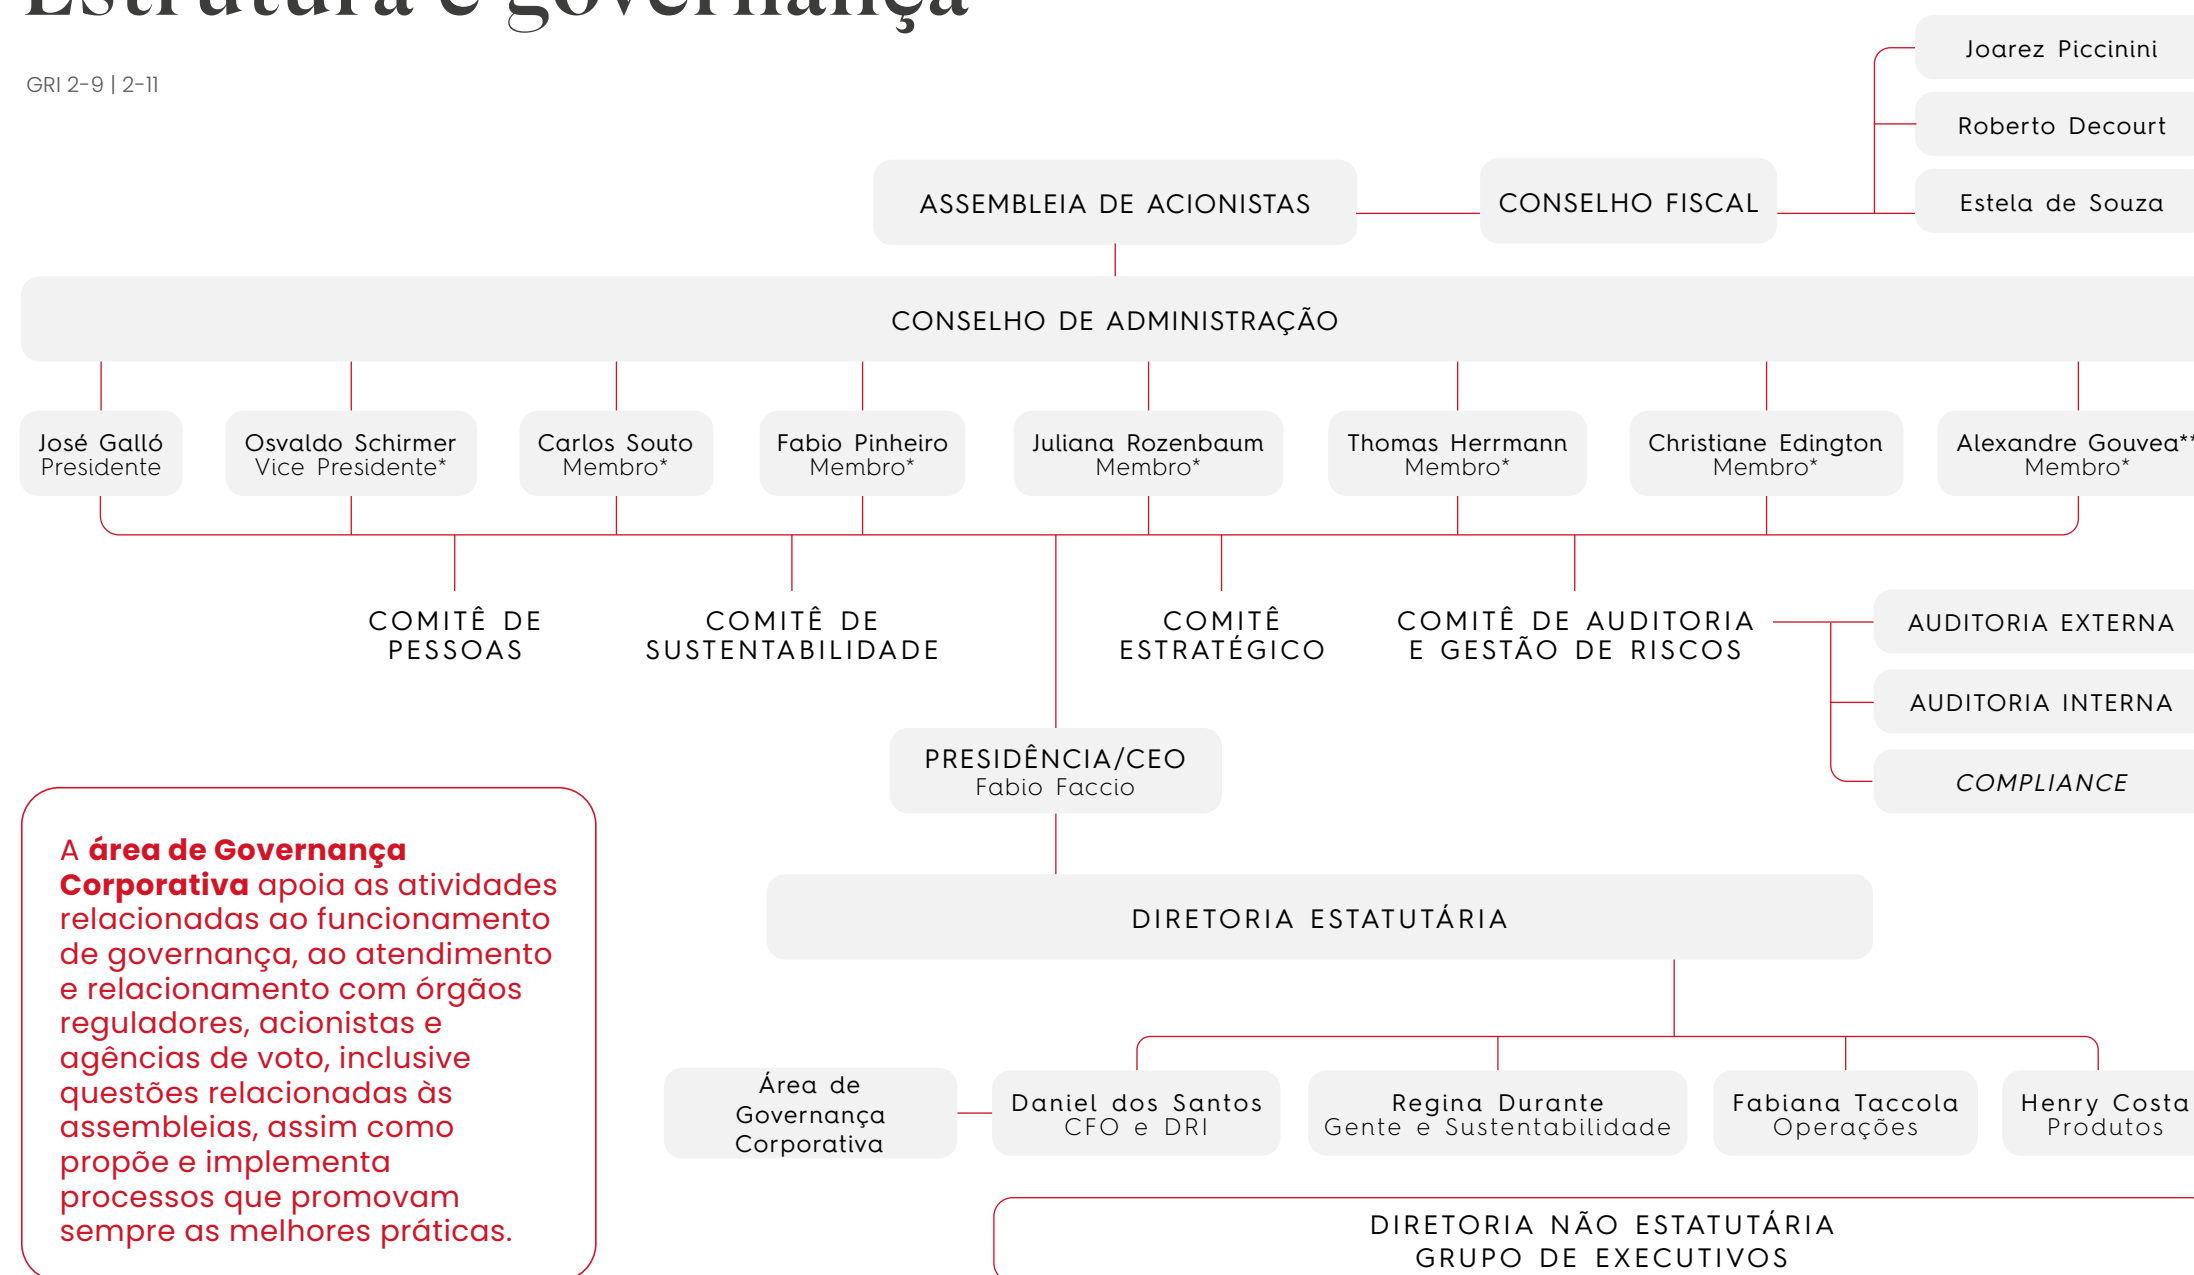 Estrutura e governança
GRI 2-9 | 2-11
Joarez Piccinini
Roberto Decourt
Estela de Souza
ASSEMBLEIA DE ACIONISTAS
CONSELHO FISCAL
CONSELHO DE ADMINISTRAÇÃO
José Galló
Presidente
Osvaldo Schirmer
Vice Presidente*
Carlos Souto
Membro*
Fabio Pinheiro
Membro*
Juliana Rozenbaum
Membro*
Thomas Herrmann
Membro*
Christiane Edington
Membro*
Alexandre Gouvea**
Membro*
COMITÊ DE
PESSOAS
COMITÊ DE
SUSTENTABILIDADE
COMITÊ
ESTRATÉGICO
COMITÊ DE AUDITORIA
E GESTÃO DE RISCOS
AUDITORIA EXTERNA
AUDITORIA INTERNA
COMPLIANCE
PRESIDÊNCIA/CEO
Fabio Faccio
A área de Governança
Corporativa apoia as atividades
relacionadas ao funcionamento
de governança, ao atendimento
e relacionamento com órgãos
reguladores, acionistas e
agências de voto, inclusive
questões relacionadas às
assembleias, assim como
propõe e implementa
processos que promovam
sempre as melhores práticas.
DIRETORIA ESTATUTÁRIA
Área de
Governança
Corporativa
Daniel dos Santos
CFO e DRI
Regina Durante
Gente e Sustentabilidade
Fabiana Taccola
Operações
Henry Costa
Produtos
DIRETORIA NÃO ESTATUTÁRIA
GRUPO DE EXECUTIVOS